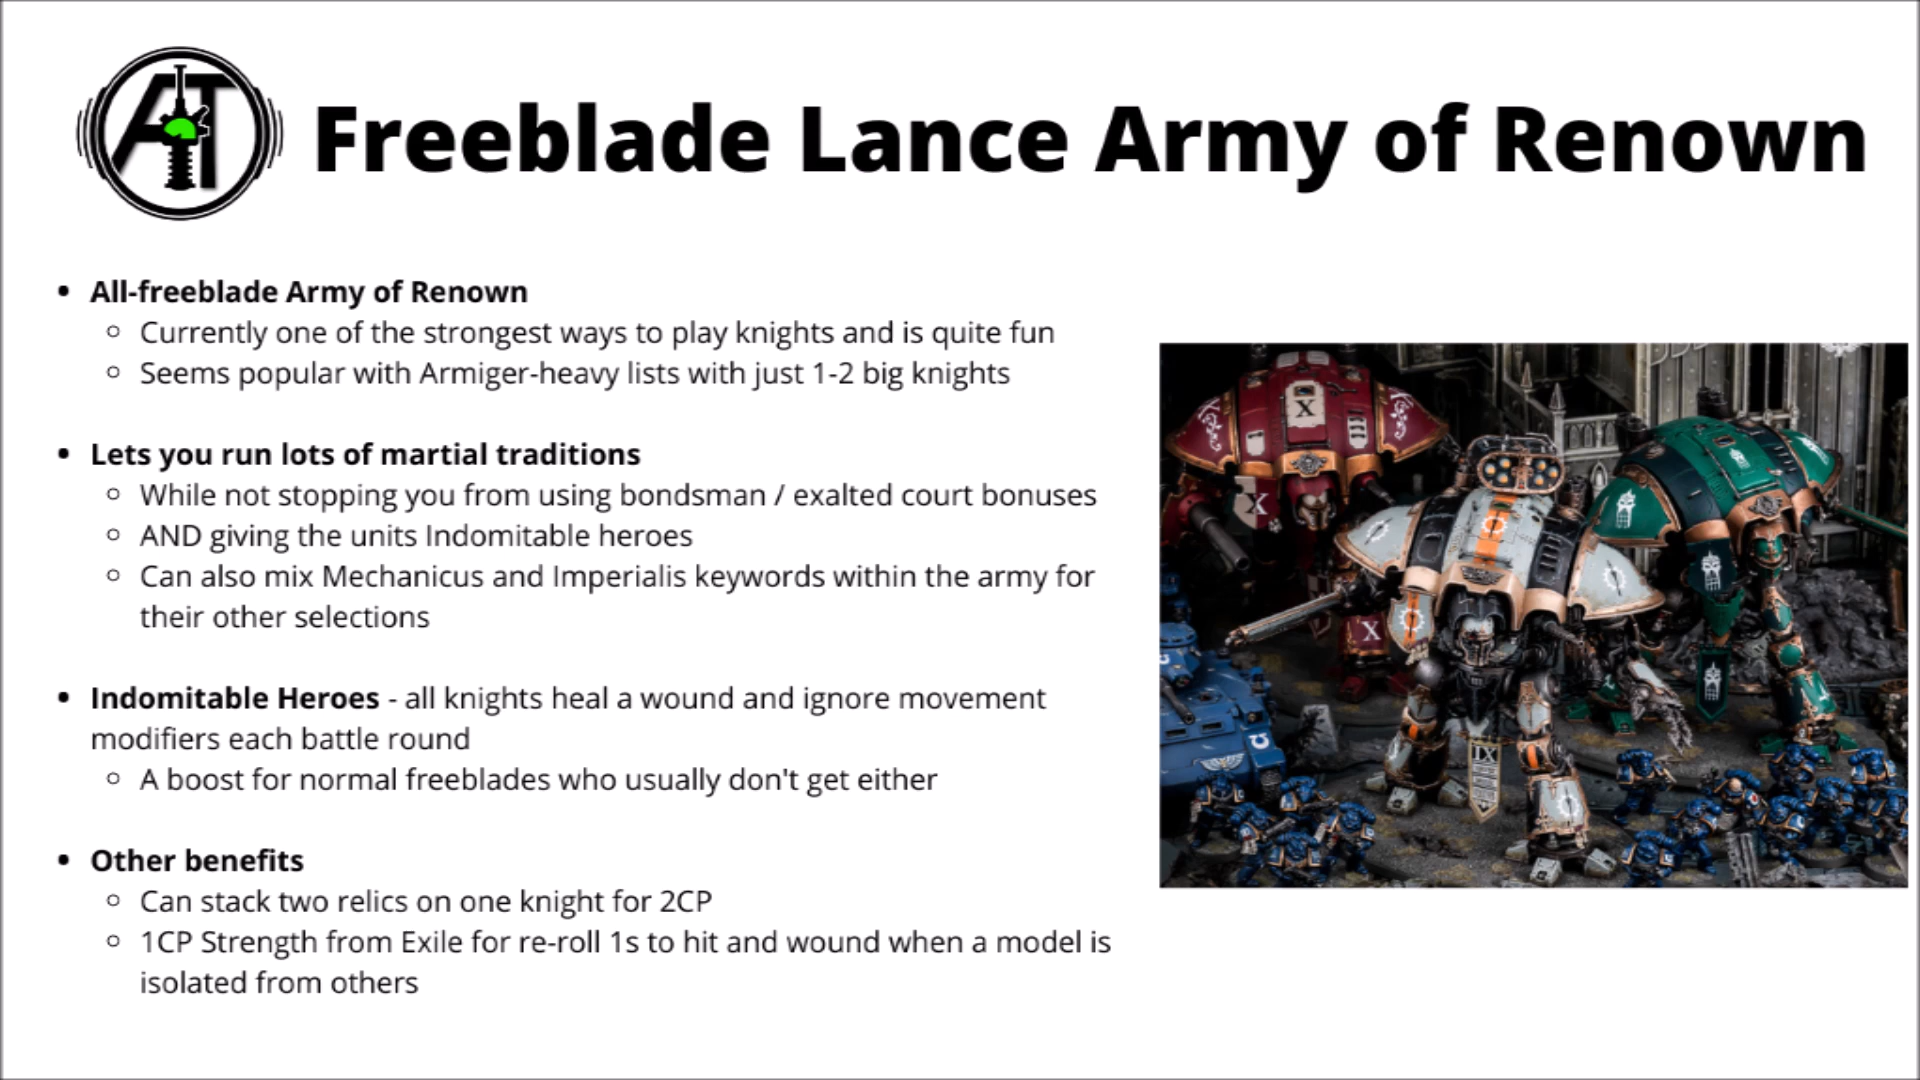 AT
Freeblade Lance Army of Renown
• All-freeblade Army of Renown
○ Currently one of the strongest ways to play knights and is quite fun
○ Seems popular with Armiger-heavy lists with just 1-2 big knights
• Lets you run lots of martial traditions
○ While not stopping you from using bondsman / exalted court bonuses
○ AND giving the units Indomitable heroes
○ Can also mix Mechanicus and Imperialis keywords within the army for
their other selections
• Indomitable Heroes - all knights heal a wound and ignore movement
modifiers each battle round
○ A boost for normal freeblades who usually don't get either
• Other benefits
○ Can stack two relics on one knight for 2CP
○ 1CP Strength from Exile for re-roll 1s to hit and wound when a model is
isolated from others
X
X
X
IX